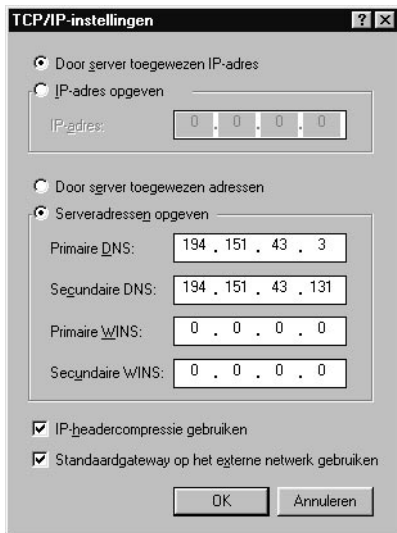 TCP/IP-instellingen
Door server toegewezen IP-adres
IP-adres opgeven
IP-adres: 0 . 0 . 0 . 0
Door server toegewezen adressen
Serveradressen opgeven
Primaire DNS: 194 . 151 . 43 . 3
Secundaire DNS: 194 . 151 . 43 . 131
Primaire WINS: 0 . 0 . 0 . 0
Secundaire WINS: 0 . 0 . 0 . 0
IP-headercompressie gebruiken
Standaardgateway op het externe netwerk gebruiken
OK Annuleren